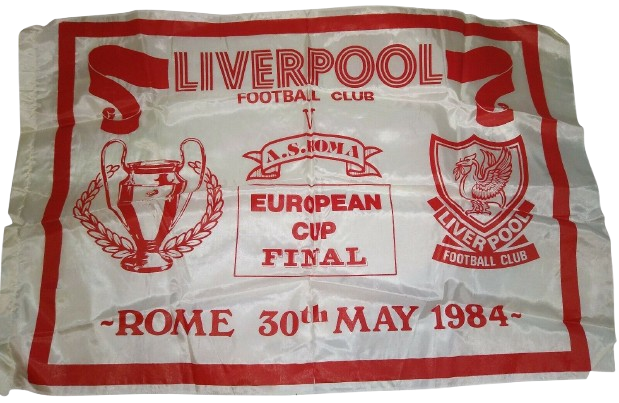 LIVERPOOL
FOOTBALL CLUB
V
A.S. ROMA
EUROPEAN
CUP
FINAL
LIVERPOOL
FOOTBALL CLUB
~ROME 30th MAY 1984~